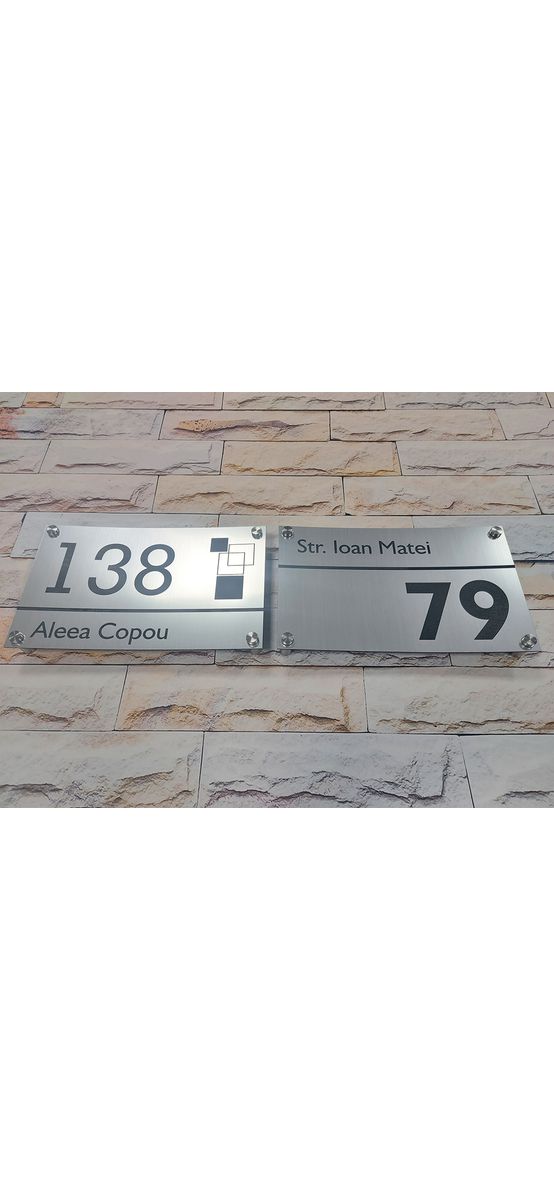 138
Aleea Copou
Str. Ioan Matei
79